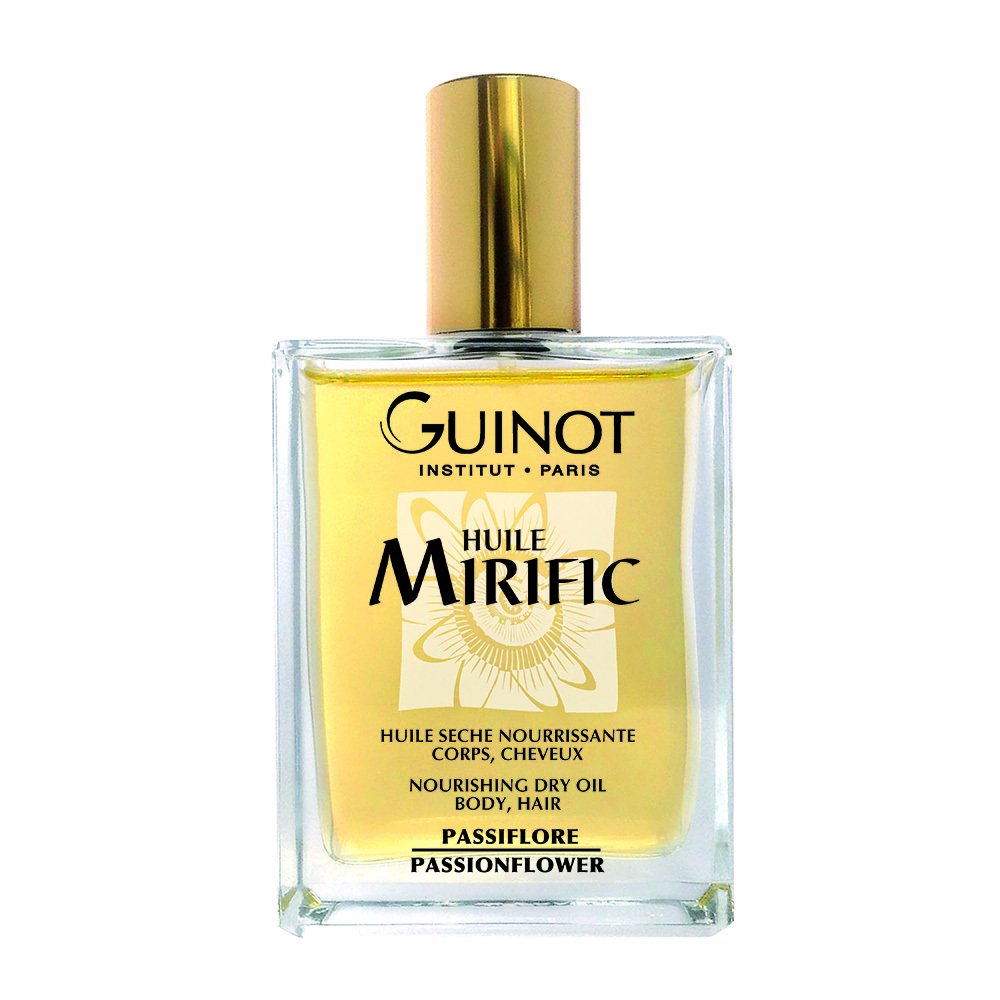 GUINOT
INSTITUT • PARIS
HUILE
MIRIFIC
HUILE SECHE NOURRISSANTE
CORPS, CHEVEUX
NOURISHING DRY OIL
BODY, HAIR
PASSIFLORE
PASSIONFLOWER